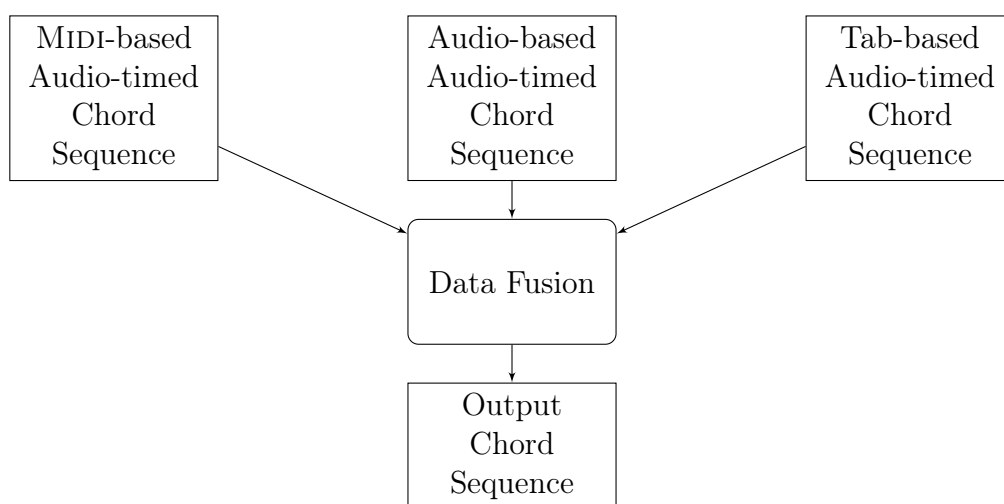 MIDI-based
Audio-timed
Chord
Sequence
Audio-based
Audio-timed
Chord
Sequence
Tab-based
Audio-timed
Chord
Sequence
Data Fusion
Output
Chord
Sequence